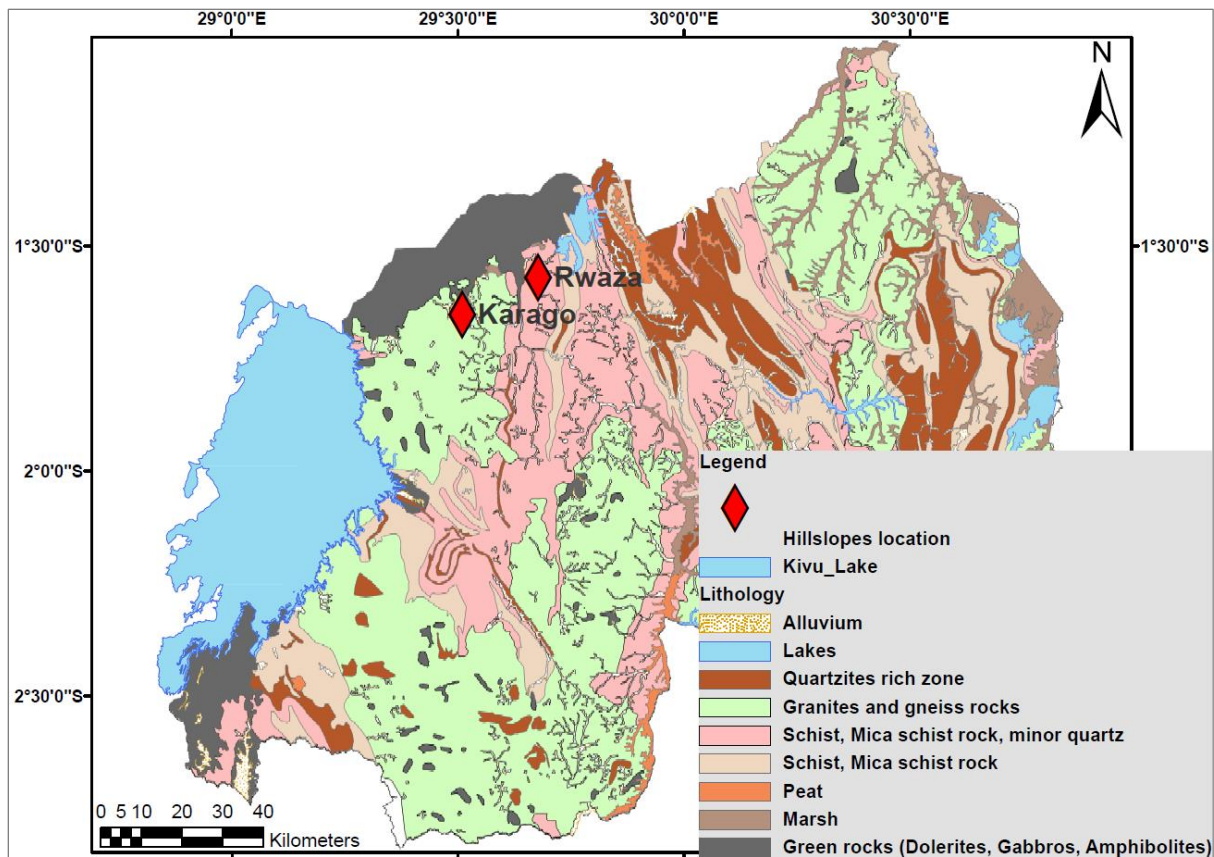 29°0'0"E 29°30'0"E 30°0'0"E 30°30'0"E
N
1°30'0"S 1°30'0"S
Rwaza
Karago
2°0'0"S
2°30'0"S
Legend
Hillslopes location
Kivu_Lake
Lithology
Alluvium
Lakes
Quartzites rich zone
Granites and gneiss rocks
Schist, Mica schist rock, minor quartz
Schist, Mica schist rock
Peat
Marsh
Green rocks (Dolerites, Gabbros, Amphibolites)
0 5 10 20 30 40
Kilometers